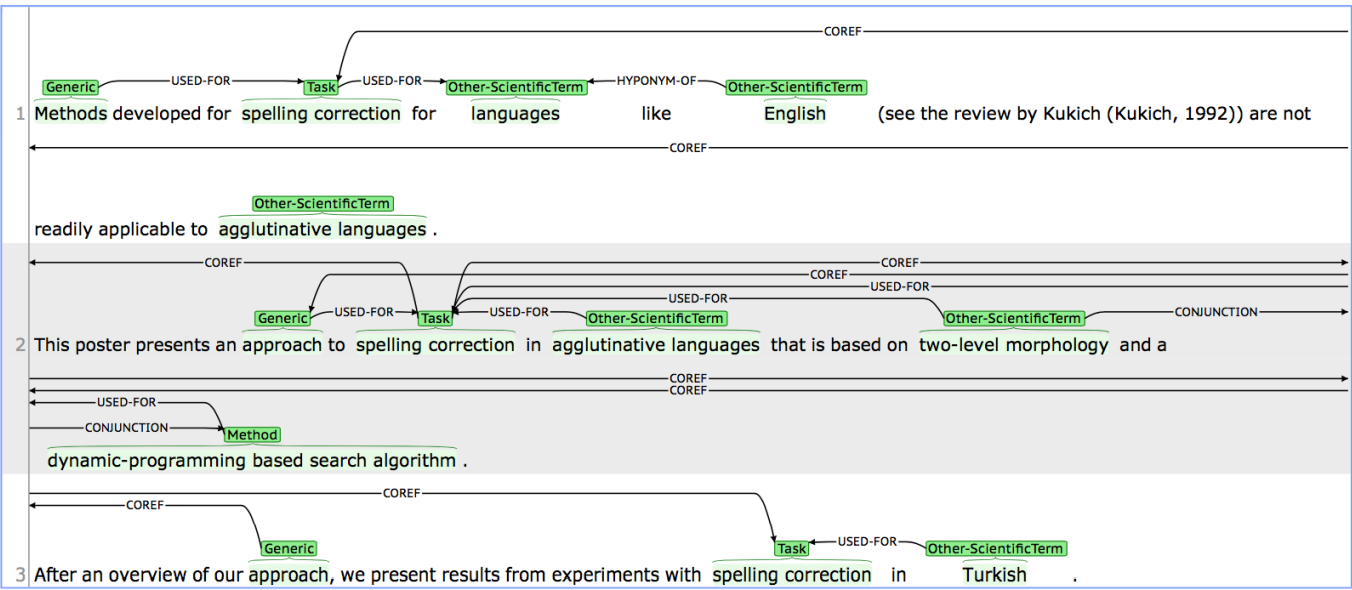 COREF
Generic USED-FOR Task USED-FOR Other-ScientificTerm HYPONYM-OF Other-ScientificTerm
1 Methods developed for spelling correction for languages like English (see the review by Kukich (Kukich, 1992)) are not
COREF
Other-ScientificTerm
readily applicable to agglutinative languages .
COREF COREF
COREF
USED-FOR
USED-FOR
Generic USED-FOR Task USED-FOR Other-ScientificTerm Other-ScientificTerm CONJUNCTION
2 This poster presents an approach to spelling correction in agglutinative languages that is based on two-level morphology and a
COREF
COREF
USED-FOR
CONJUNCTION
Method
dynamic-programming based search algorithm .
COREF
COREF
Generic Task USED-FOR Other-ScientificTerm
3 After an overview of our approach, we present results from experiments with spelling correction in Turkish .